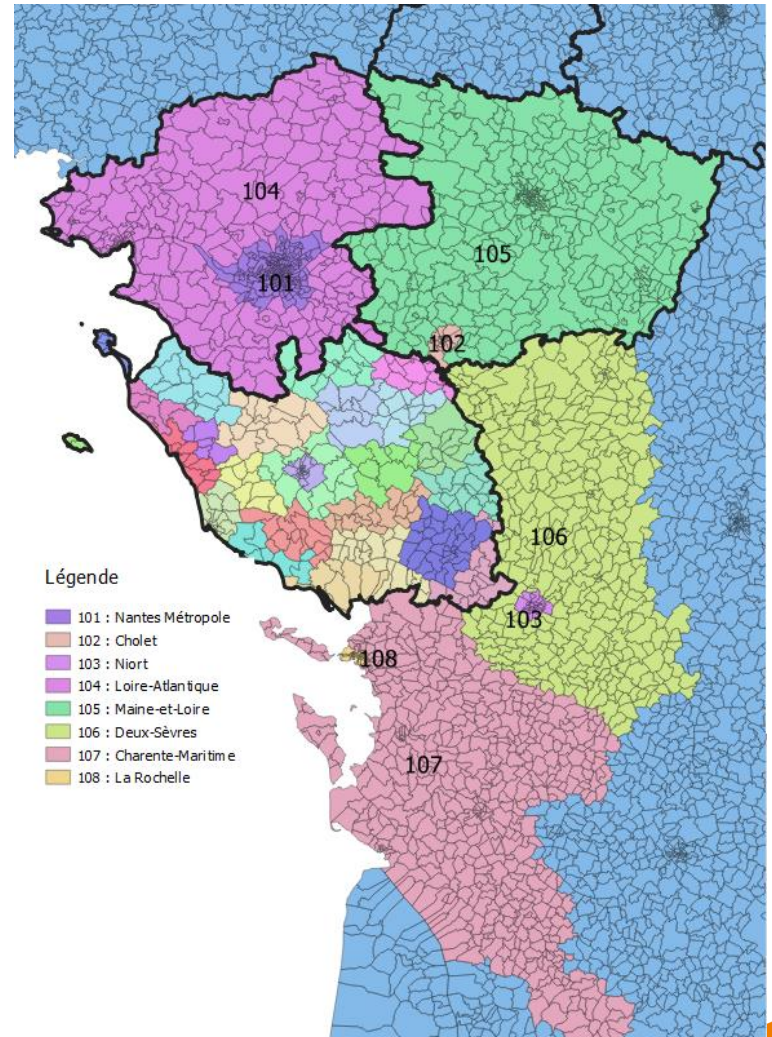 104
101
105
102
106
103
108
107
Légende
101 : Nantes Métropole
102 : Cholet
103 : Niort
104 : Loire-Atlantique
105 : Maine-et-Loire
106 : Deux-Sèvres
107 : Charente-Maritime
108 : La Rochelle